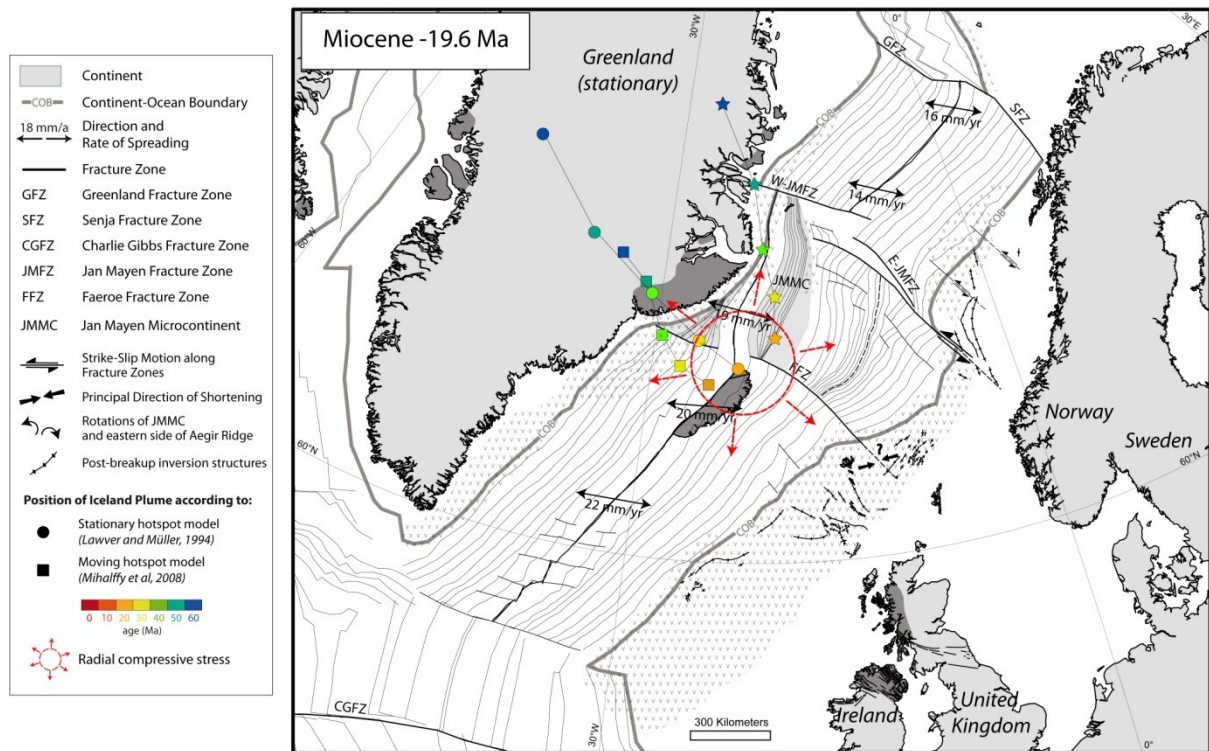 Continent
COB
Continent-Ocean Boundary
18 mm/a
Direction and
Rate of Spreading
Fracture Zone
GFZ
Greenland Fracture Zone
SFZ
Senja Fracture Zone
CGFZ
Charlie Gibbs Fracture Zone
JMFZ
Jan Mayen Fracture Zone
FFZ
Faeroe Fracture Zone
JMMC
Jan Mayen Microcontinent
Strike-Slip Motion along
Fracture Zones
Principal Direction of Shortening
Rotations of JMMC
and eastern side of Aegir Ridge
Post-breakup inversion structures
Position of Iceland Plume according to:
Stationary hotspot model
(Lawver and Müller, 1994)
Moving hotspot model
(Mihalffy et al, 2008)
0 10 20 30 40 50 60
age (Ma)
Radial compressive stress
Miocene -19.6 Ma
30°W
0°
30°E
Greenland
(stationary)
GFZ
SFZ
16 mm/yr
COB
W-JMFZ
14 mm/yr
60°W
COB
E-JMFZ
JMMC
19 mm/yr
FFZ
20 mm/yr
COB
60°N
Norway
Sweden
60°N
?
22 mm/yr
COB
CGFZ
30°W
300 Kilometers
Ireland
United
Kingdom
0°